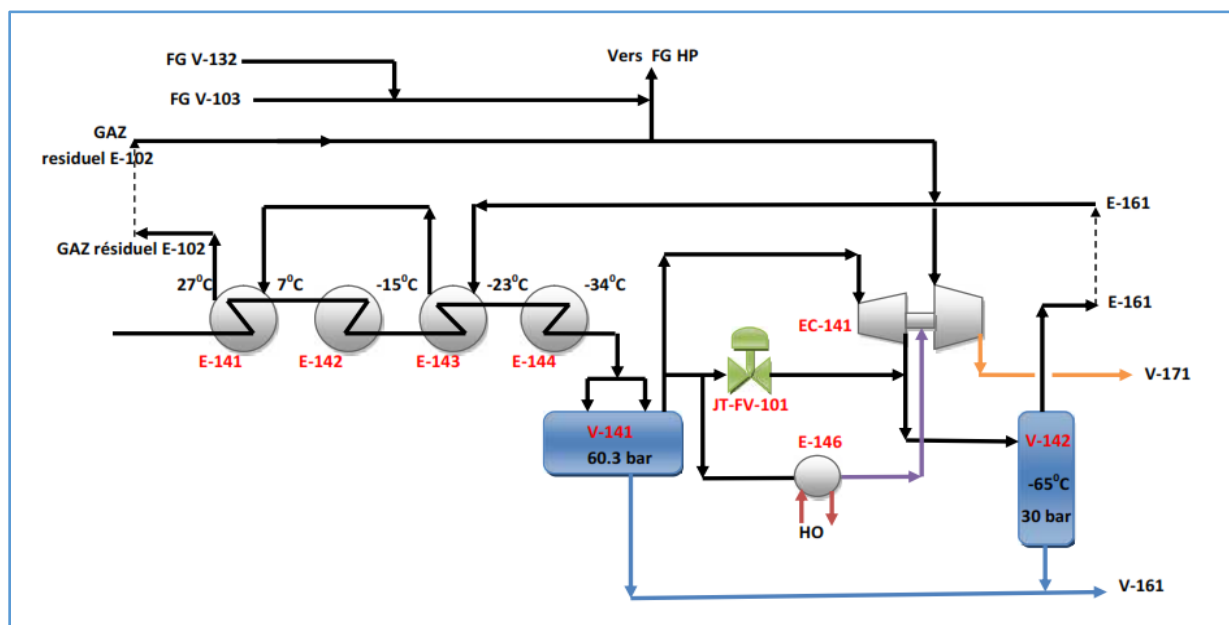 FG V-132
Vers FG HP
FG V-103
GAZ
residuel E-102
E-161
GAZ résiduel E-102
27⁰C
7⁰C
-15⁰C
-23⁰C
-34⁰C
E-161
EC-141
E-141
E-142
E-143
E-144
V-171
JT-FV-101
V-141
60.3 bar
E-146
V-142
-65⁰C
30 bar
HO
V-161